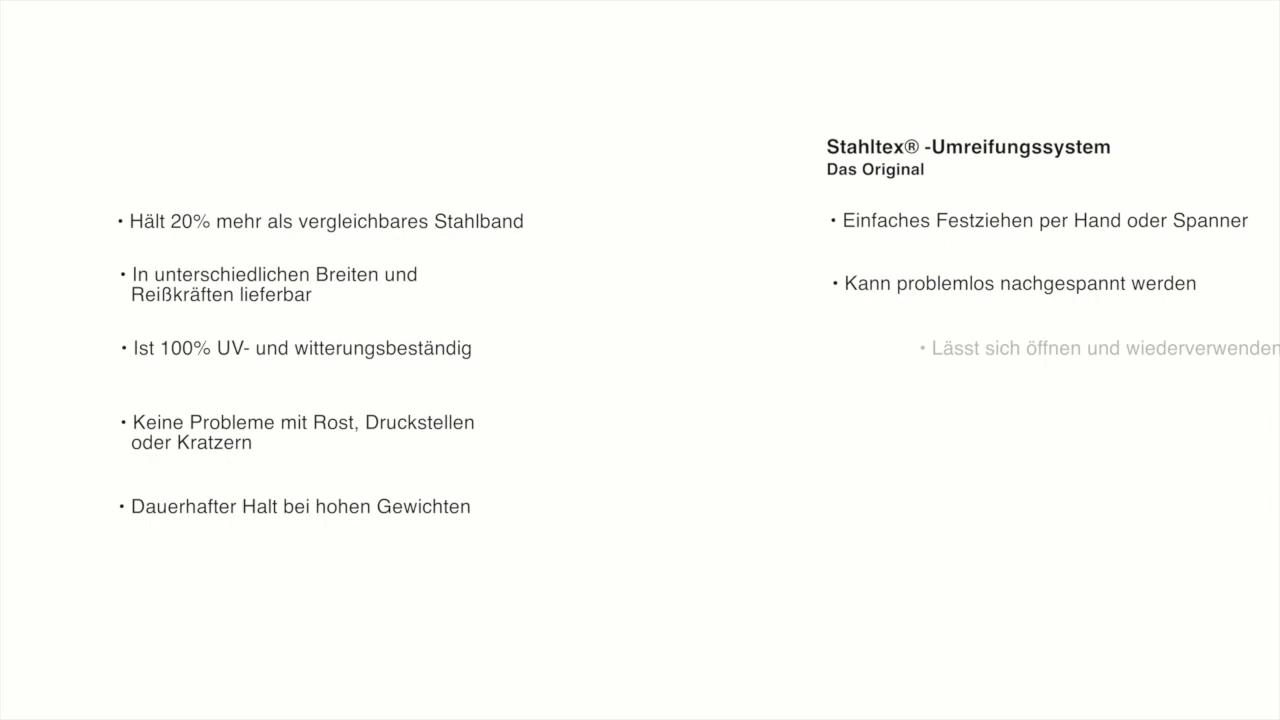 Stahltex® -Umreifungssystem
Das Original
• Hält 20% mehr als vergleichbares Stahlband
• In unterschiedlichen Breiten und
Reißkräften lieferbar
• Ist 100% UV- und witterungsbeständig
• Keine Probleme mit Rost, Druckstellen
oder Kratzern
• Dauerhafter Halt bei hohen Gewichten
• Einfaches Festziehen per Hand oder Spanner
• Kann problemlos nachgespannt werden
• Lässt sich öffnen und wiederverwenden